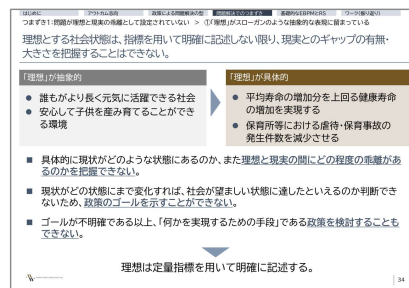 はじめに アウトカム志向 政策による問題解決の型 問題解決でのつまずき 基礎的なEBPMとRS ワーク(振り返り)
つまずき1:問題が理想と現実の乖離として設定されていない > ①「理想」がスローガンのような抽象的な表現に留まっている
理想とする社会状態は、指標を用いて明確に記述しない限り、現実とのギャップの有無・
大きさを把握することはできない。
「理想」が抽象的
● 誰もがより長く元気に活躍できる社会
● 安心して子供を産み育てることができ
る環境
「理想」が具体的
● 平均寿命の増加分を上回る健康寿命
の増加を実現する
● 保育所等における虐待・保育事故の
発生件数を減少させる
■ 具体的に現状がどのような状態にあるのか、また理想と現実の間にどの程度の乖離があ
るのかを把握できない。
■ 現状がどの状態にまで変化すれば、社会が望ましい状態に達したといえるのか判断でき
ないため、政策のゴールを示すことができない。
■ ゴールが不明確である以上、「何かを実現するための手段」である政策を検討することも
できない。
理想は定量指標を用いて明確に記述する。
34